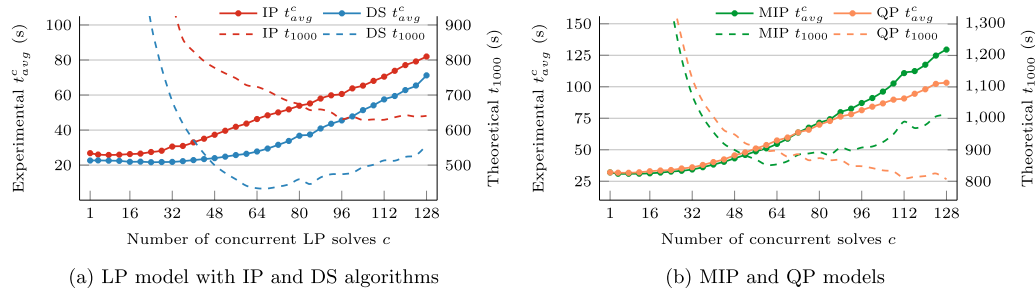 IP t^c_avg DS t^c_avg
IP t_1000 DS t_1000
Experimental t^c_avg (s)
100
80
60
40
20
900
800
700
600
500
Theoretical t_1000 (s)
1 16 32 48 64 80 96 112 128
Number of concurrent LP solves c
(a) LP model with IP and DS algorithms
MIP t^c_avg QP t^c_avg
MIP t_1000 QP t_1000
Experimental t^c_avg (s)
150
125
100
75
50
25
1,300
1,200
1,100
1,000
900
800
Theoretical t_1000 (s)
1 16 32 48 64 80 96 112 128
Number of concurrent solves c
(b) MIP and QP models